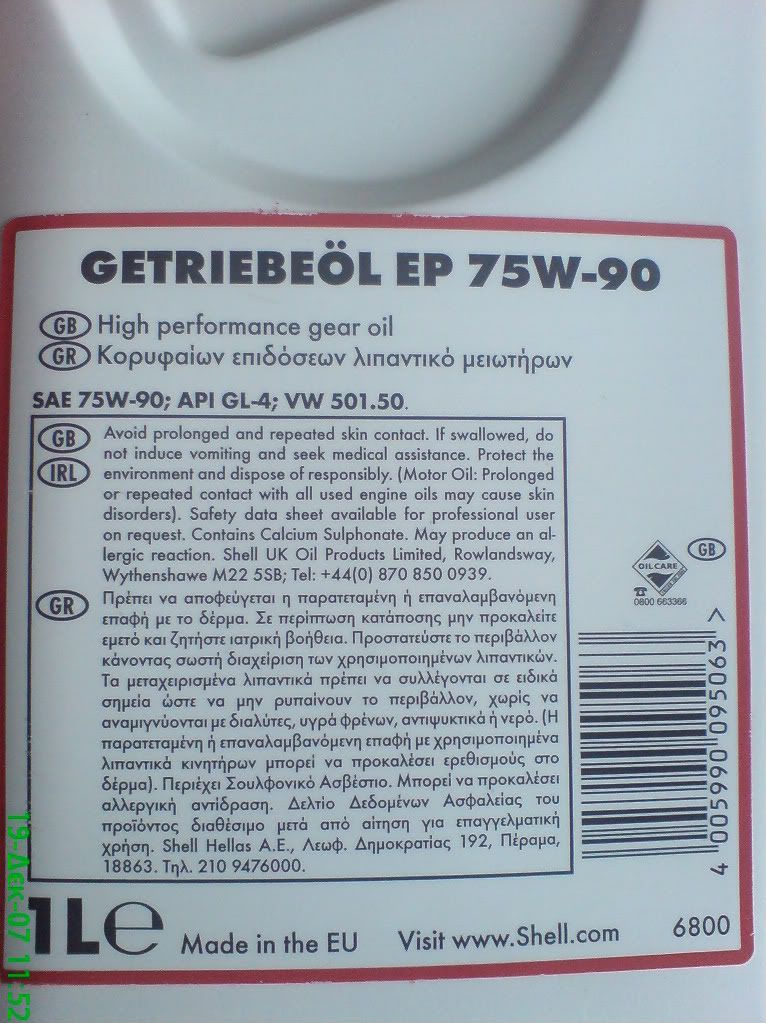 GETRIEBEÖL EP 75W-90
GB High performance gear oil
GR Κορυφαίων επιδόσεων λιπαντικό μειωτήρων
SAE 75W-90; API GL-4; VW 501.50.
GB Avoid prolonged and repeated skin contact. If swallowed, do
IRL not induce vomiting and seek medical assistance. Protect the
environment and dispose of responsibly. (Motor Oil: Prolonged
or repeated contact with all used engine oils may cause skin
disorders). Safety data sheet available for professional user
on request. Contains Calcium Sulphonate. May produce an al-
lergic reaction. Shell UK Oil Products Limited, Rowlandsway,
Wythenshawe M22 5SB; Tel: +44(0) 870 850 0939.
GR Πρέπει να αποφεύγεται η παρατεταμένη ή επαναλαμβανόμενη
επαφή με το δέρμα. Σε περίπτωση κατάποσης μην προκαλείτε
εμετό και ζητήστε ιατρική βοήθεια. Προστατεύστε το περιβάλλον
κάνοντας σωστή διαχείριση των χρησιμοποιημένων λιπαντικών.
Τα μεταχειρισμένα λιπαντικά πρέπει να συλλέγονται σε ειδικά
σημεία ώστε να μην ρυπαίνουν το περιβάλλον, χωρίς να
αναμιγνύονται με διαλύτες, υγρά φρένων, αντιψυκτικά ή νερό. (Η
παρατεταμένη ή επαναλαμβανόμενη επαφή με χρησιμοποιημένα
λιπαντικά κινητήρων μπορεί να προκαλέσει ερεθισμούς στο
δέρμα). Περιέχει Σουλφονικό Ασβέστιο. Μπορεί να προκαλέσει
αλλεργική αντίδραση. Δελτίο Δεδομένων Ασφαλείας του
προϊόντος διαθέσιμο μετά από αίτηση για επαγγελματική
χρήση. Shell Hellas A.E., Λεωφ. Δημοκρατίας 192, Πέραμα,
18863. Τηλ. 210 9476000.
OILCARE
GB
0800 663366
4 005990 095063 >
1L e Made in the EU Visit www.Shell.com 6800
19-Λεκ-07 11:52